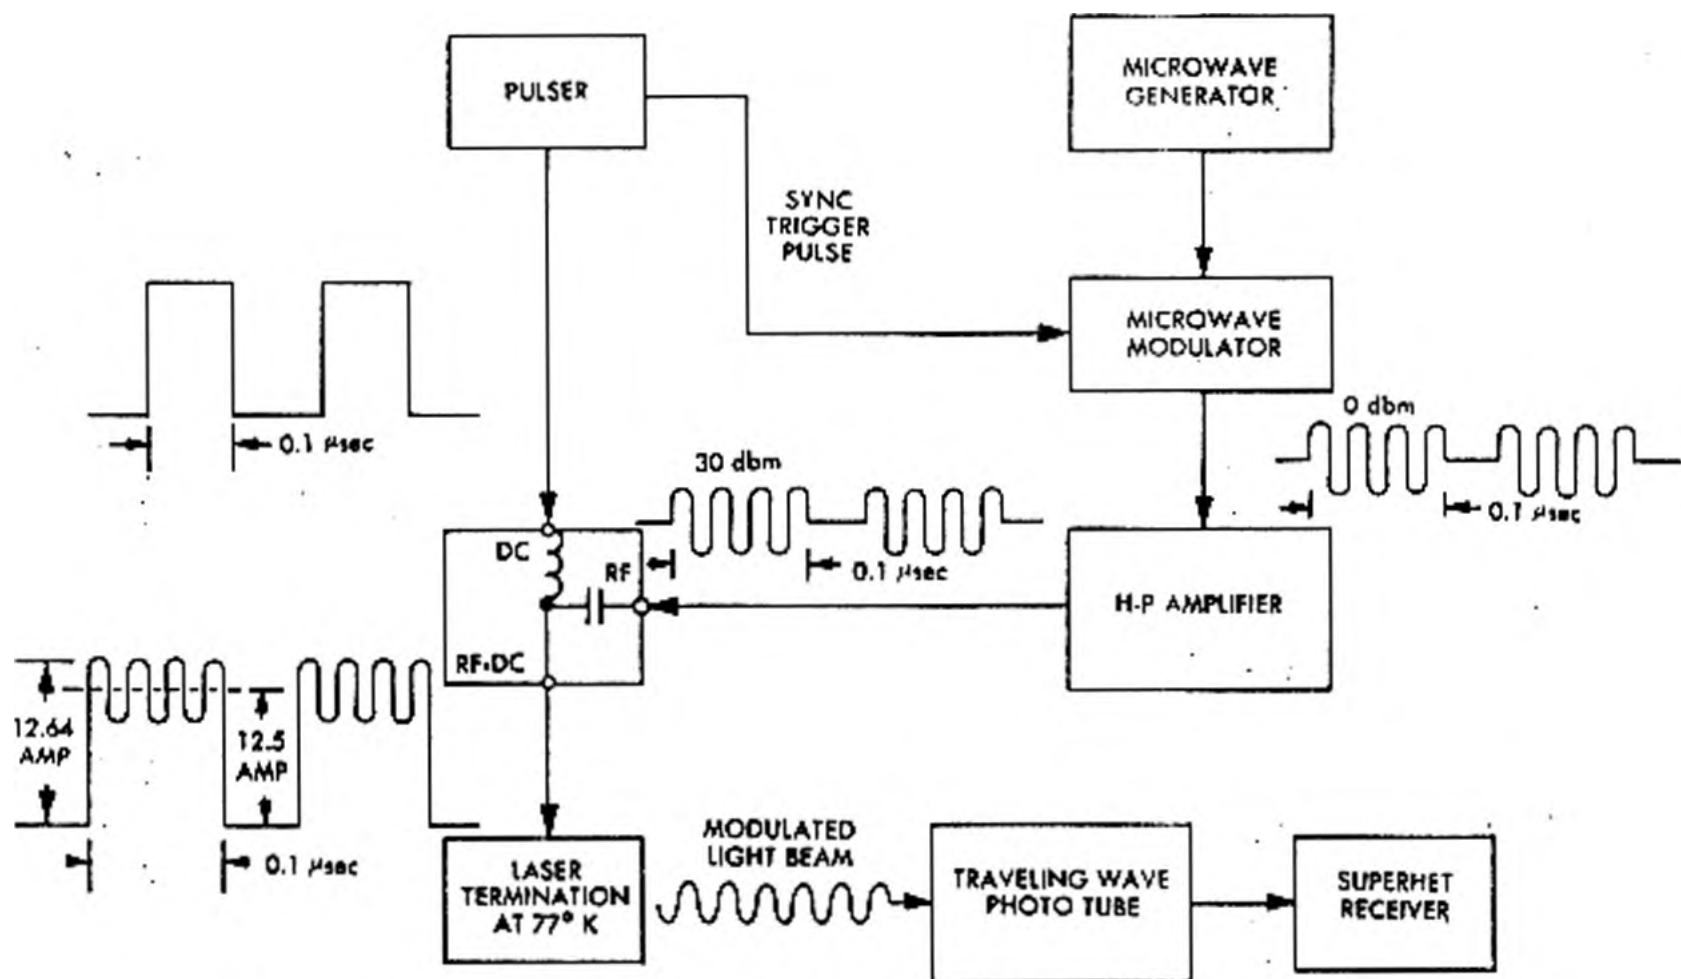 PULSER
MICROWAVE
GENERATOR
SYNC
TRIGGER
PULSE
MICROWAVE
MODULATOR
0.1 μsec
0 dbm
0.1 μsec
30 dbm
0.1 μsec
DC
RF
RF+DC
H-P AMPLIFIER
12.64
AMP
12.5
AMP
0.1 μsec
LASER
TERMINATION
AT 77° K
MODULATED
LIGHT BEAM
TRAVELING WAVE
PHOTO TUBE
SUPERHET
RECEIVER